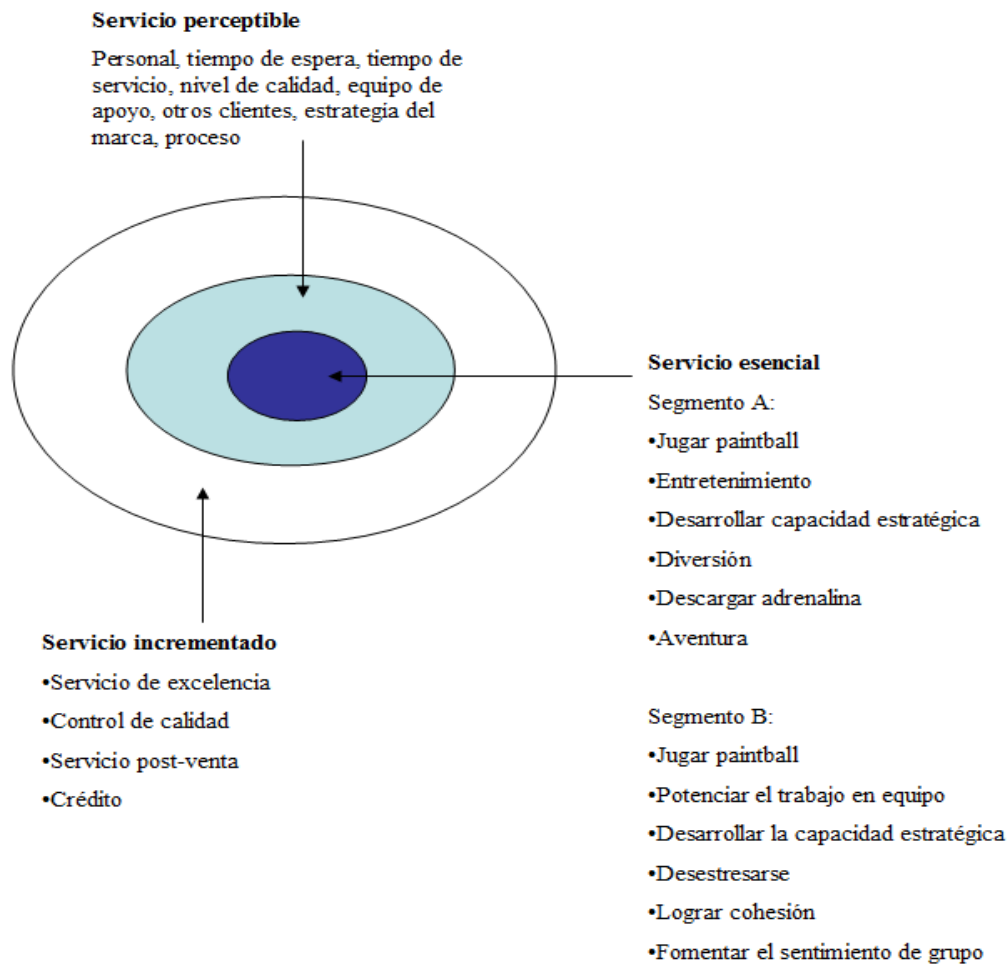 Servicio perceptible
Personal, tiempo de espera, tiempo de
servicio, nivel de calidad, equipo de
apoyo, otros clientes, estrategia del
marca, proceso
Servicio esencial
Segmento A:
•Jugar paintball
•Entretenimiento
•Desarrollar capacidad estratégica
•Diversión
•Descargar adrenalina
•Aventura
Segmento B:
•Jugar paintball
•Potenciar el trabajo en equipo
•Desarrollar la capacidad estratégica
•Desestresarse
•Lograr cohesión
•Fomentar el sentimiento de grupo
Servicio incrementado
•Servicio de excelencia
•Control de calidad
•Servicio post-venta
•Crédito